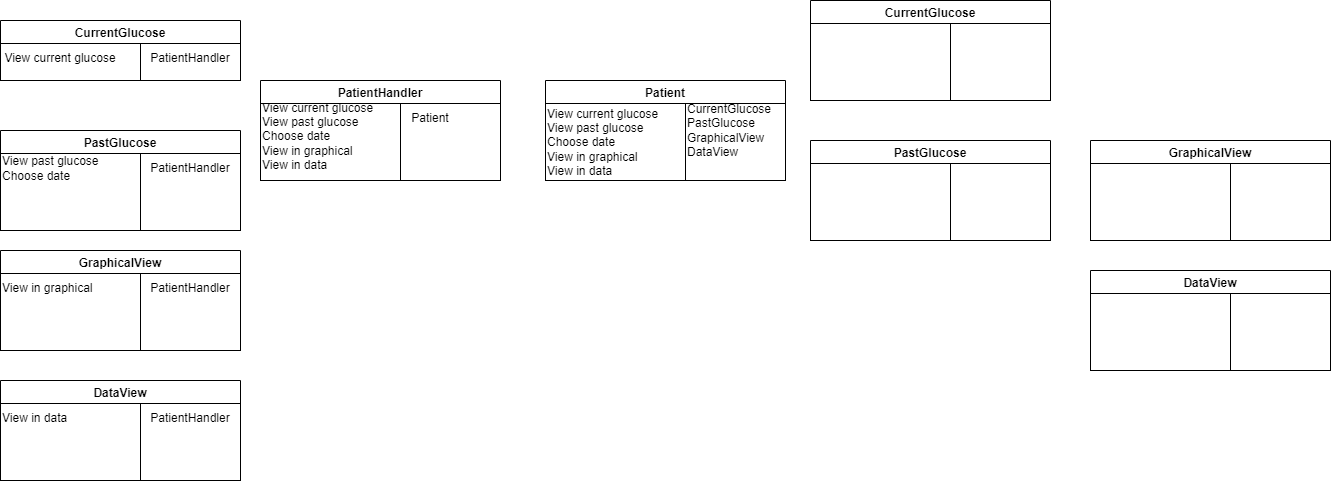 CurrentGlucose
View current glucose
PatientHandler
PastGlucose
View past glucose
Choose date
PatientHandler
GraphicalView
View in graphical
PatientHandler
DataView
View in data
PatientHandler
PatientHandler
View current glucose
View past glucose
Choose date
View in graphical
View in data
Patient
Patient
View current glucose
View past glucose
Choose date
View in graphical
View in data
CurrentGlucose
PastGlucose
GraphicalView
DataView
CurrentGlucose
PastGlucose
GraphicalView
DataView